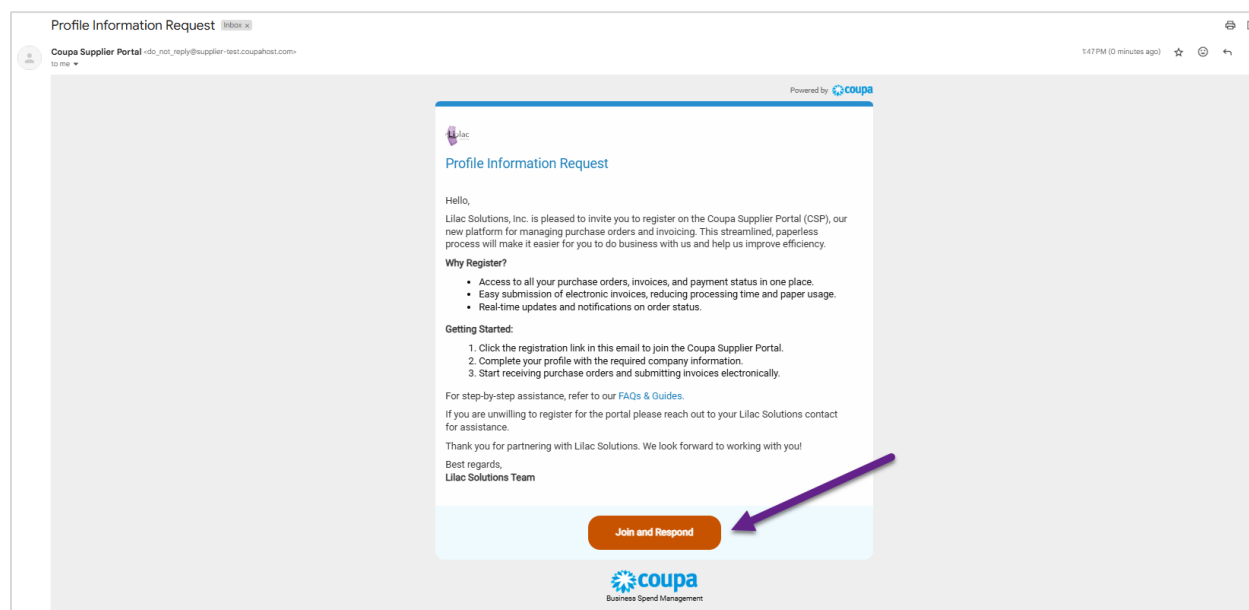 Profile Information Request Inbox x
Coupa Supplier Portal <do_not_reply@supplier-test.coupahost.com>
1:47 PM (0 minutes ago)
to me
Powered by coupa
Lilac
Profile Information Request
Hello,
Lilac Solutions, Inc. is pleased to invite you to register on the Coupa Supplier Portal (CSP), our
new platform for managing purchase orders and invoicing. This streamlined, paperless
process will make it easier for you to do business with us and help us improve efficiency.
Why Register?
• Access to all your purchase orders, invoices, and payment status in one place.
• Easy submission of electronic invoices, reducing processing time and paper usage.
• Real-time updates and notifications on order status.
Getting Started:
1. Click the registration link in this email to join the Coupa Supplier Portal.
2. Complete your profile with the required company information.
3. Start receiving purchase orders and submitting invoices electronically.
For step-by-step assistance, refer to our FAQs & Guides.
If you are unwilling to register for the portal please reach out to your Lilac Solutions contact
for assistance.
Thank you for partnering with Lilac Solutions. We look forward to working with you!
Best regards,
Lilac Solutions Team
Join and Respond
coupa
Business Spend Management